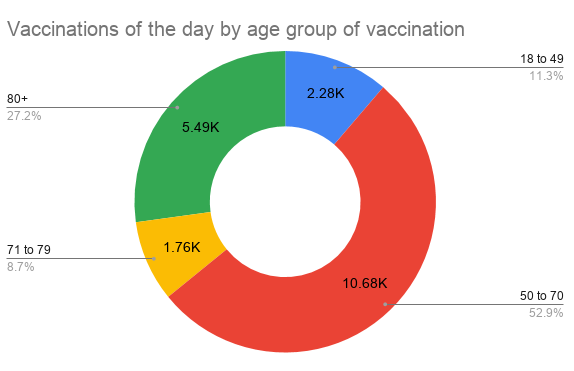 Vaccinations of the day by age group of vaccination
18 to 49
11.3%
2.28K
80+
27.2%
5.49K
1.76K
71 to 79
8.7%
10.68K
50 to 70
52.9%